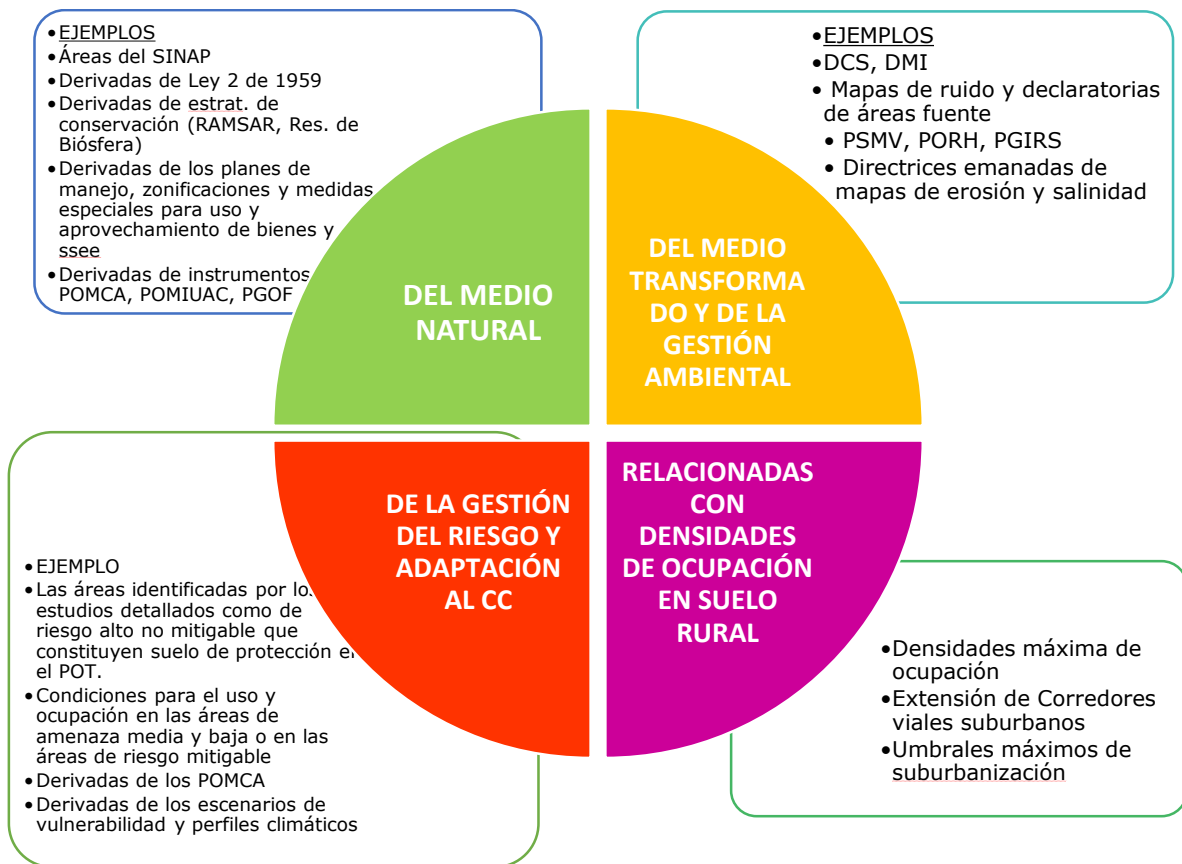 •EJEMPLOS
•Áreas del SINAP
•Derivadas de Ley 2 de 1959
•Derivadas de estrat. de
conservación (RAMSAR, Res. de
Biósfera)
•Derivadas de los planes de
manejo, zonificaciones y medidas
especiales para uso y
aprovechamiento de bienes y
ssee
•Derivadas de instrumentos
POMCA, POMIUAC, PGOF
•EJEMPLOS
•DCS, DMI
• Mapas de ruido y declaratorias
de áreas fuente
• PSMV, PORH, PGIRS
• Directrices emanadas de
mapas de erosión y salinidad
DEL MEDIO
NATURAL
DEL MEDIO
TRANSFORMA
DO Y DE LA
GESTIÓN
AMBIENTAL
DE LA GESTIÓN
DEL RIESGO Y
ADAPTACIÓN
AL CC
RELACIONADAS
CON
DENSIDADES
DE OCUPACIÓN
EN SUELO
RURAL
•EJEMPLO
•Las áreas identificadas por los
estudios detallados como de
riesgo alto no mitigable que
constituyen suelo de protección en
el POT.
•Condiciones para el uso y
ocupación en las áreas de
amenaza media y baja o en las
áreas de riesgo mitigable
•Derivadas de los POMCA
•Derivadas de los escenarios de
vulnerabilidad y perfiles climáticos
•Densidades máxima de
ocupación
•Extensión de Corredores
viales suburbanos
•Umbrales máximos de
suburbanización